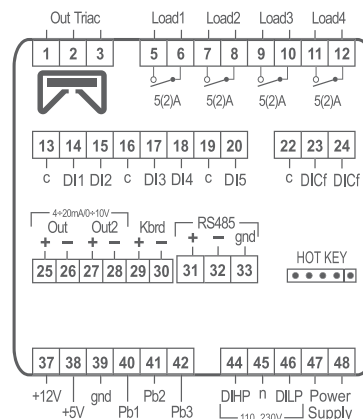 Out Triac Load1 Load2 Load3 Load4
1 2 3 5 6 7 8 9 10 11 12
5(2)A 5(2)A 5(2)A 5(2)A
13 14 15 16 17 18 19 20 22 23 24
c DI1 DI2 c DI3 DI4 c DI5 c DICf DICf
4÷20mA/0÷10V
Out Out2 Kbrd RS485
+ − + − + − + − gnd
25 26 27 28 29 30 31 32 33
HOT KEY
37 38 39 40 41 42 44 45 46 47 48
+12V gnd Pb2 DIHP n DILP Power
+5V Pb1 Pb3 110 230V Supply